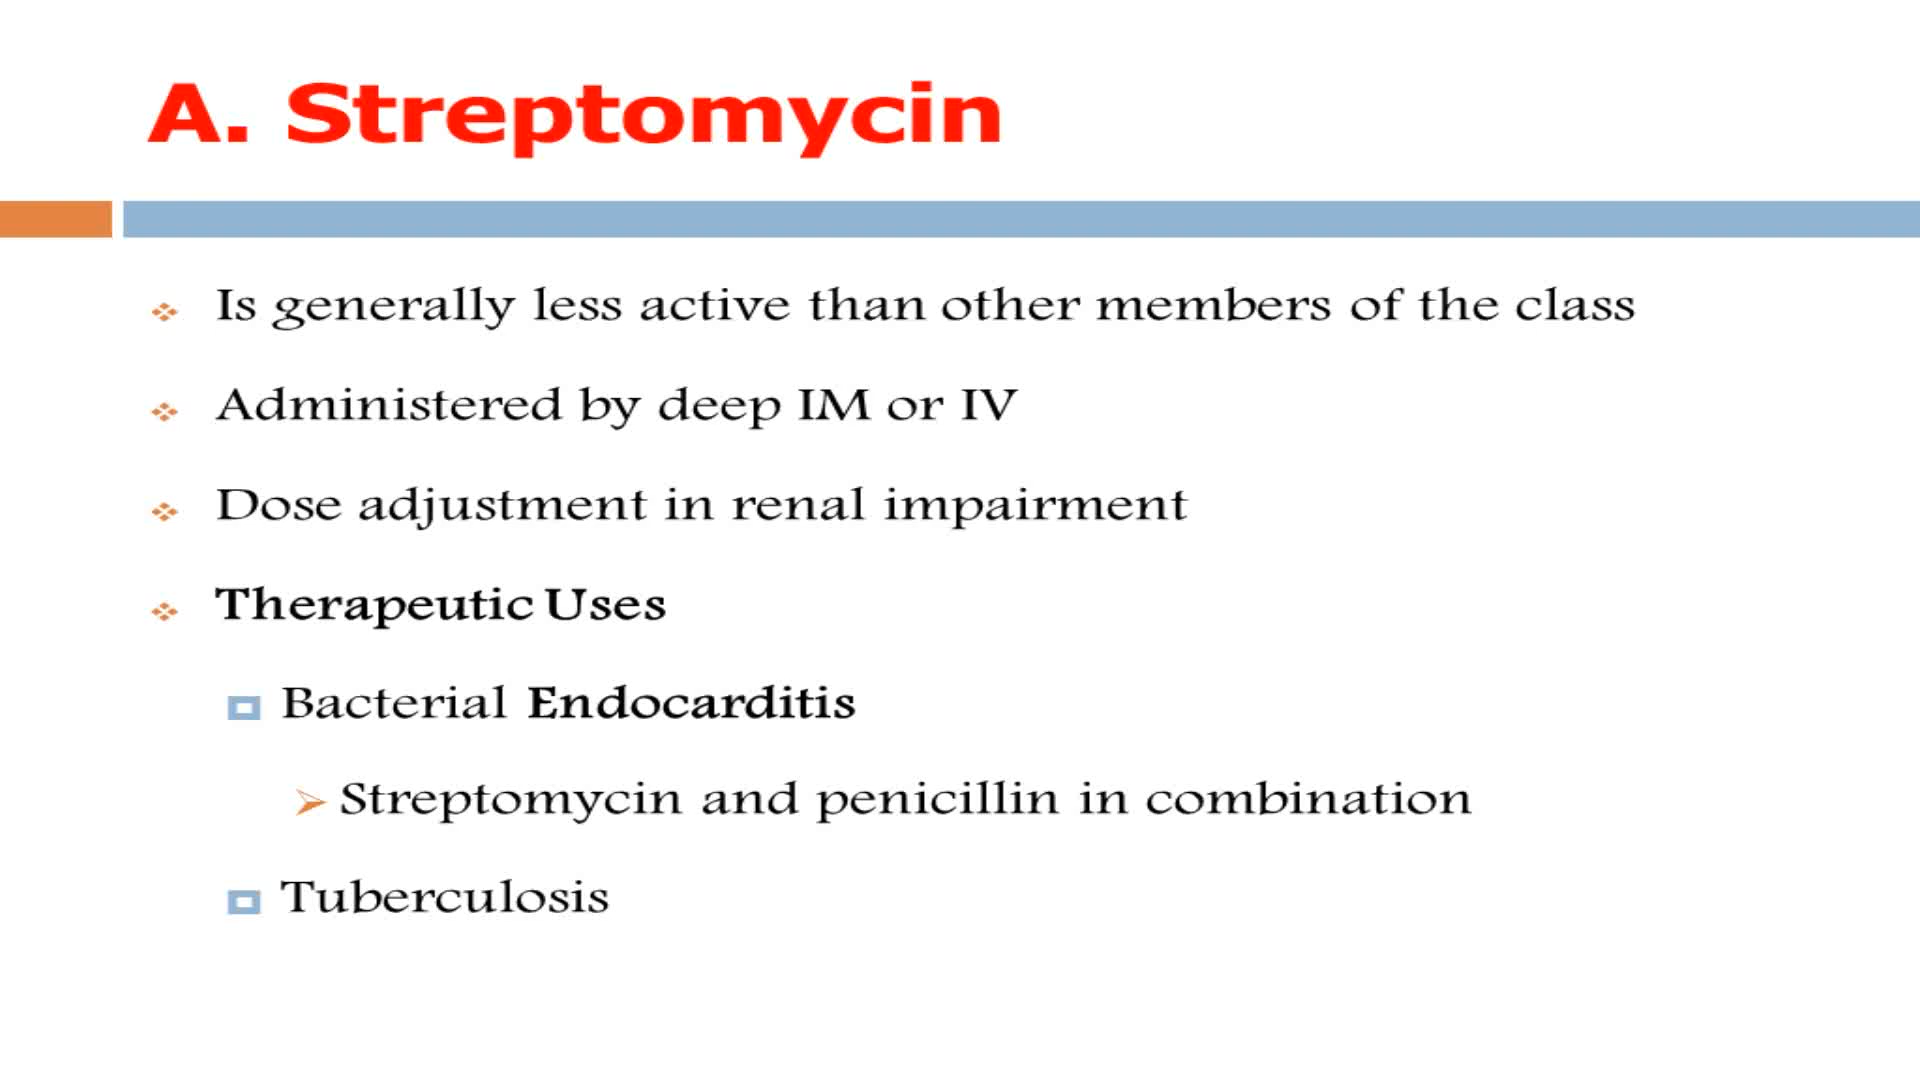 A. Streptomycin
Is generally less active than other members of the class
Administered by deep IM or IV
Dose adjustment in renal impairment
Therapeutic Uses
Bacterial Endocarditis
Streptomycin and penicillin in combination
Tuberculosis